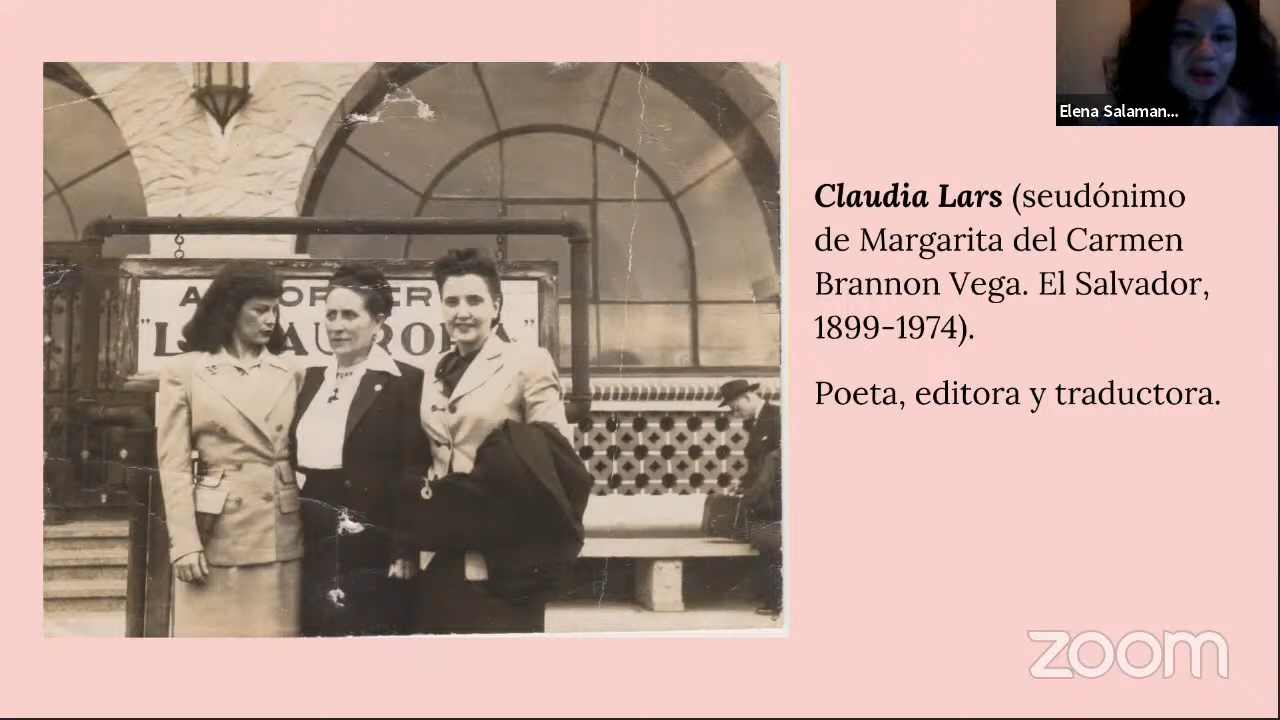 Elena Salaman...
Claudia Lars (seudónimo
de Margarita del Carmen
Brannon Vega. El Salvador,
1899-1974).
Poeta, editora y traductora.
zoom